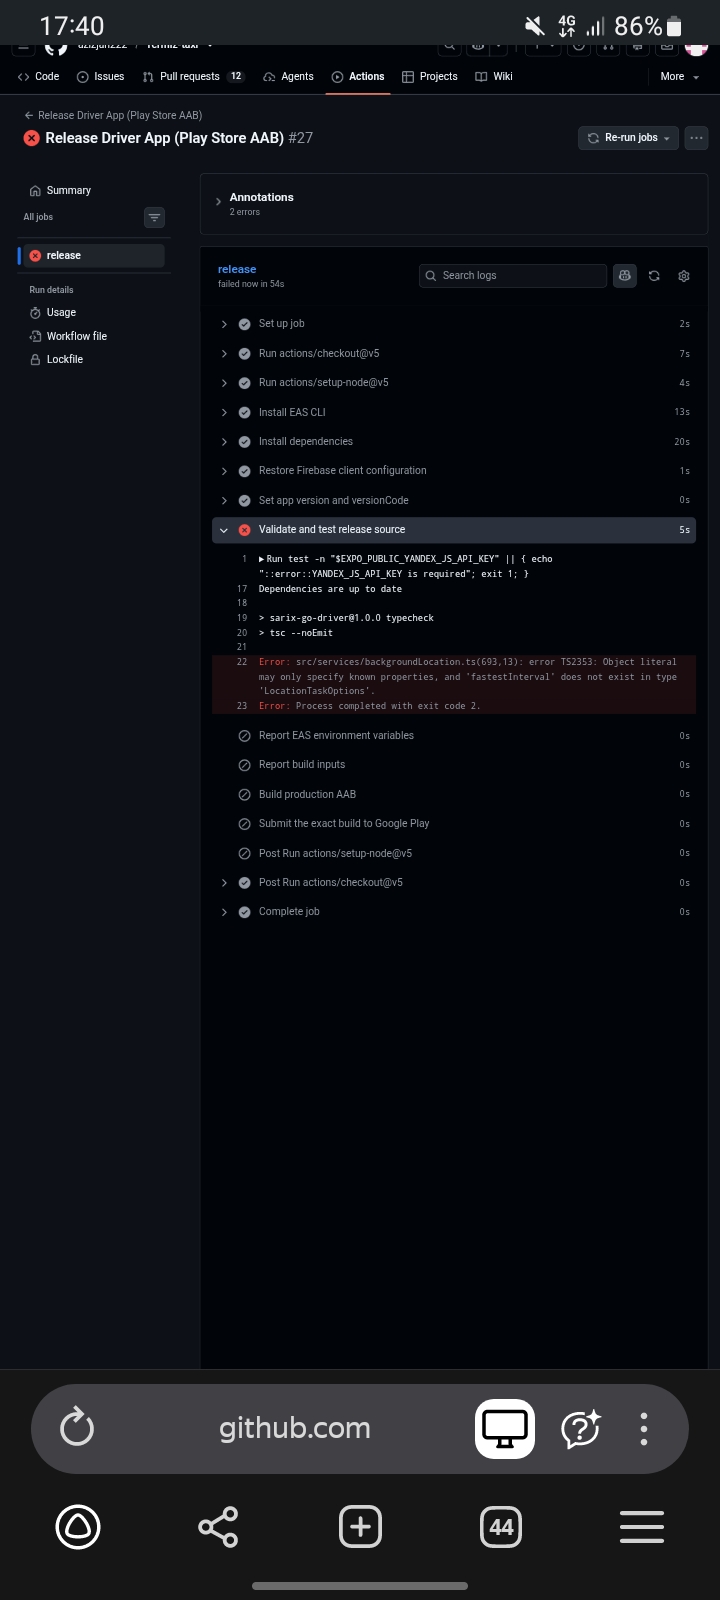 17:40
4G
86%
Code
Issues
Pull requests 12
Agents
Actions
Projects
Wiki
More
Release Driver App (Play Store AAB)
Release Driver App (Play Store AAB) #27
Re-run jobs
Summary
All jobs
release
Run details
Usage
Workflow file
Lockfile
Annotations
2 errors
release
failed now in 54s
Search logs
Set up job 2s
Run actions/checkout@v5 7s
Run actions/setup-node@v5 4s
Install EAS CLI 13s
Install dependencies 20s
Restore Firebase client configuration 1s
Set app version and versionCode 0s
Validate and test release source 5s
1 Run test -n "$EXPO_PUBLIC_YANDEX_JS_API_KEY" || { echo
"::error::YANDEX_JS_API_KEY is required"; exit 1; }
17 Dependencies are up to date
18
19 > sarix-go-driver@1.0.0 typecheck
20 > tsc --noEmit
21
22 Error: src/services/backgroundLocation.ts(693,13): error TS2353: Object literal
may only specify known properties, and 'fastestInterval' does not exist in type
'LocationTaskOptions'.
23 Error: Process completed with exit code 2.
Report EAS environment variables 0s
Report build inputs 0s
Build production AAB 0s
Submit the exact build to Google Play 0s
Post Run actions/setup-node@v5 0s
Post Run actions/checkout@v5 0s
Complete job 0s
github.com
44